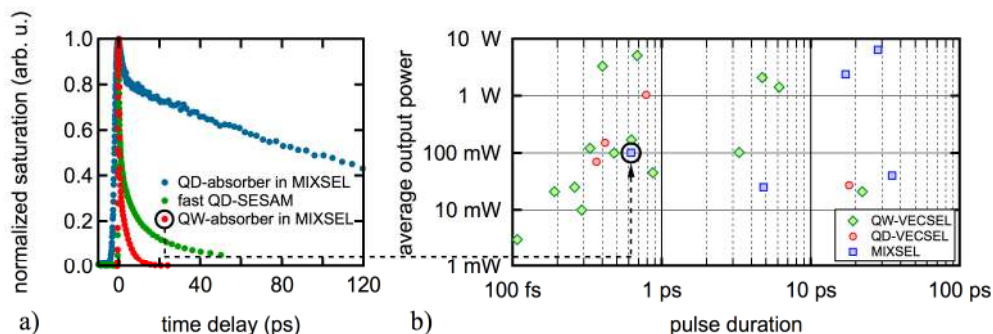 a)
normalized saturation (arb. u.)
1.0
0.8
0.6
0.4
0.2
0.0
QD-absorber in MIXSEL
fast QD-SESAM
QW-absorber in MIXSEL
0
40
80
120
time delay (ps)
b)
average output power
10 W
1 W
100 mW
10 mW
1 mW
QW-VECSEL
QD-VECSEL
MIXSEL
100 fs
1 ps
10 ps
100 ps
pulse duration